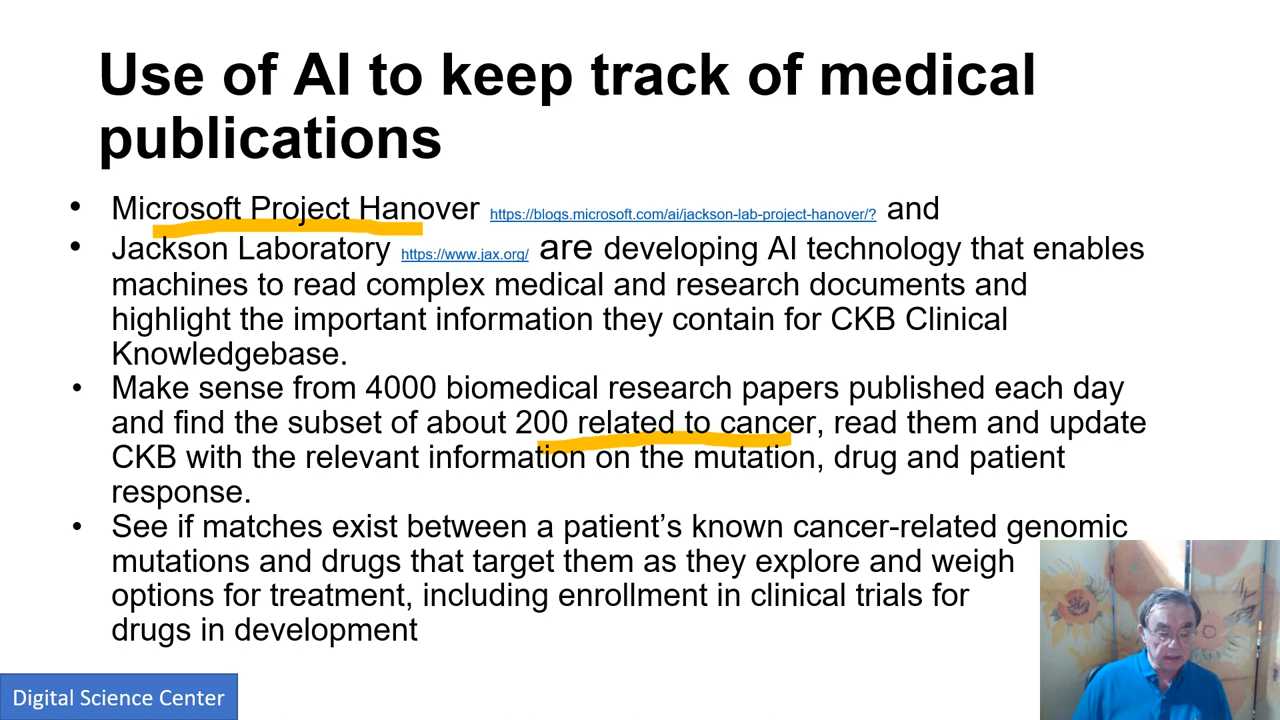 Use of AI to keep track of medical
publications
• Microsoft Project Hanover https://blogs.microsoft.com/ai/jackson-lab-project-hanover/? and
• Jackson Laboratory https://www.jax.org/ are developing AI technology that enables
machines to read complex medical and research documents and
highlight the important information they contain for CKB Clinical
Knowledgebase.
• Make sense from 4000 biomedical research papers published each day
and find the subset of about 200 related to cancer, read them and update
CKB with the relevant information on the mutation, drug and patient
response.
• See if matches exist between a patient’s known cancer-related genomic
mutations and drugs that target them as they explore and weigh
options for treatment, including enrollment in clinical trials for
drugs in development
Digital Science Center